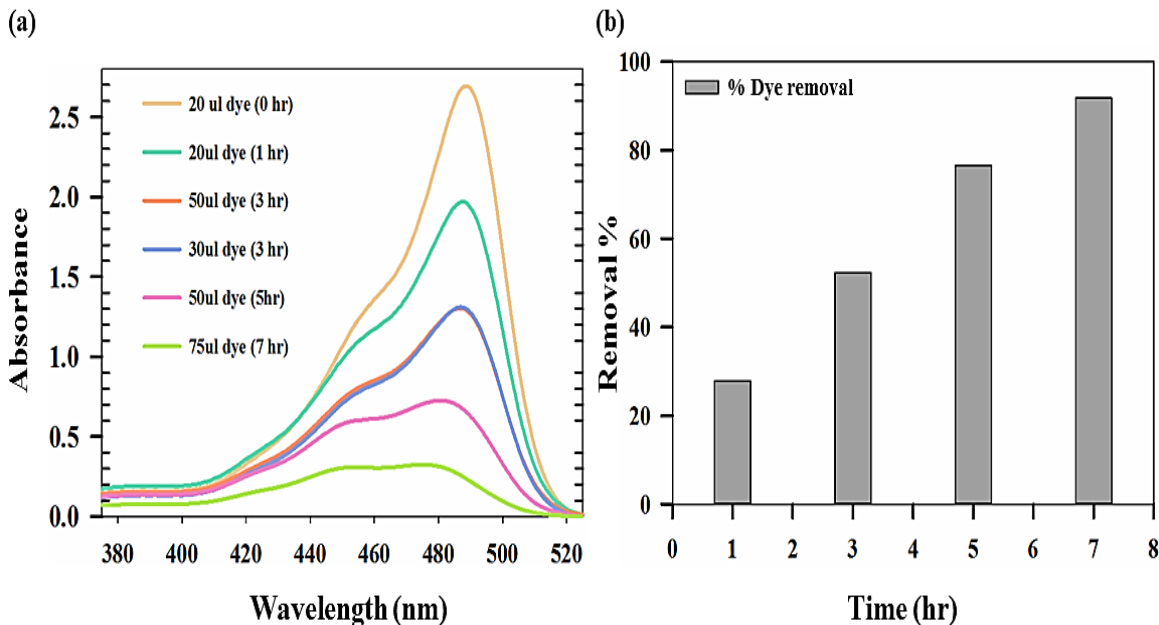 (a)
Absorbance
2.5
2.0
1.5
1.0
0.5
0.0
20 ul dye (0 hr)
20ul dye (1 hr)
50ul dye (3 hr)
30ul dye (3 hr)
50ul dye (5hr)
75ul dye (7 hr)
380 400 420 440 460 480 500 520
Wavelength (nm)
(b)
Removal %
100
80
60
40
20
0
% Dye removal
0 1 2 3 4 5 6 7 8
Time (hr)